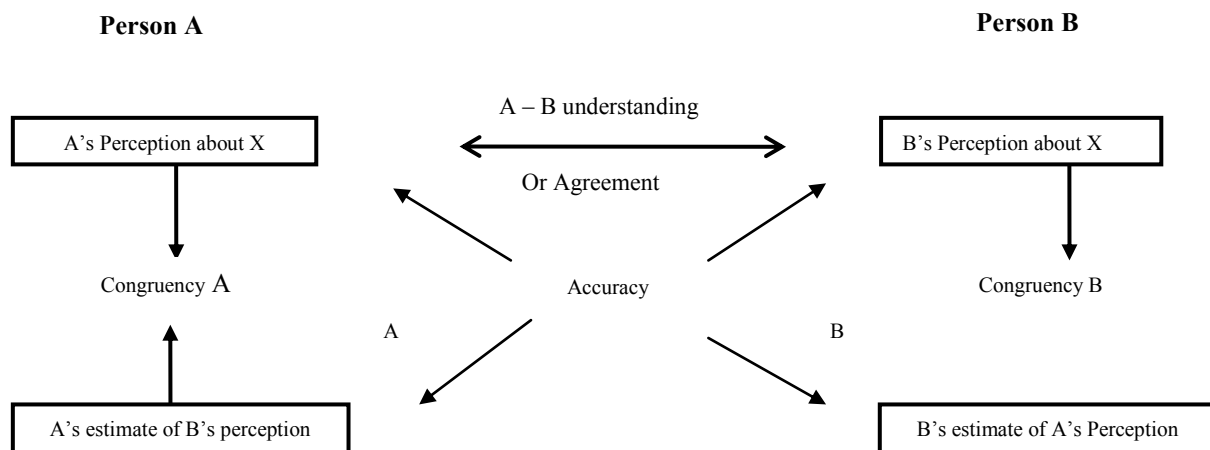 Person A
Person B
A – B understanding
A’s Perception about X
B’s Perception about X
Or Agreement
Congruency A
Accuracy
Congruency B
A
B
A’s estimate of B’s perception
B’s estimate of A’s Perception